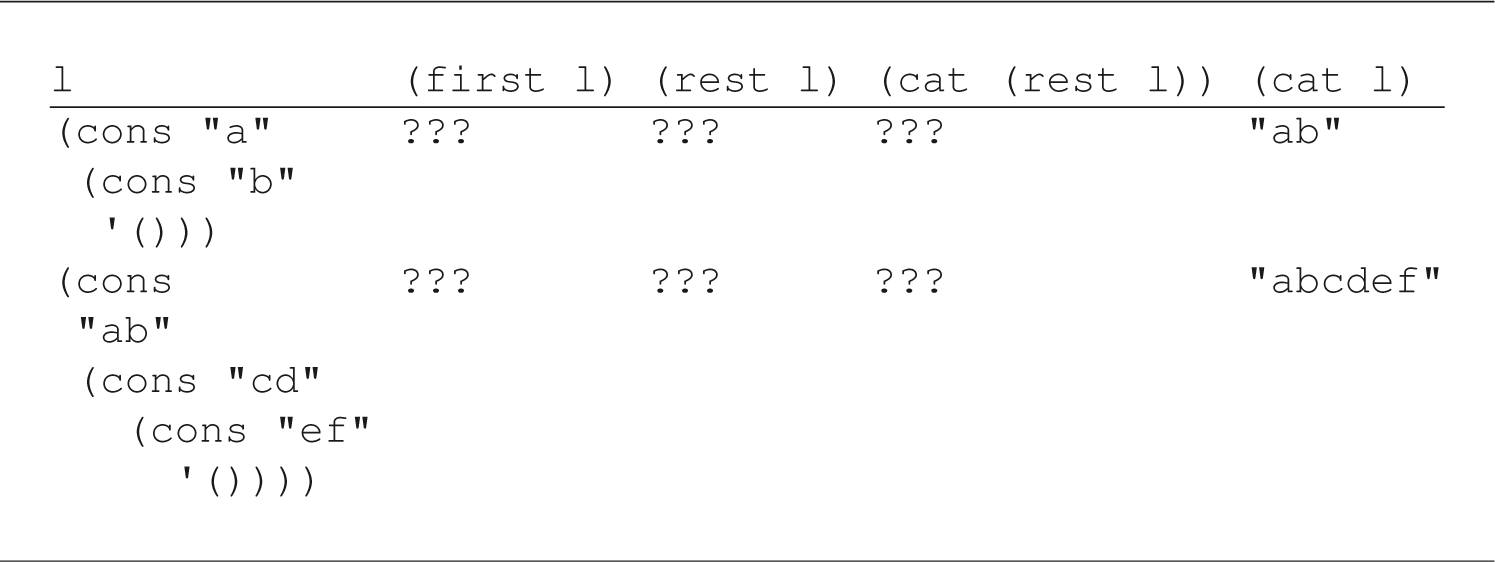 l (first l) (rest l) (cat (rest l)) (cat l)
(cons "a" ??? ??? ??? "ab"
(cons "b"
'()))
(cons ??? ??? ??? "abcdef"
"ab"
(cons "cd"
(cons "ef"
'())))